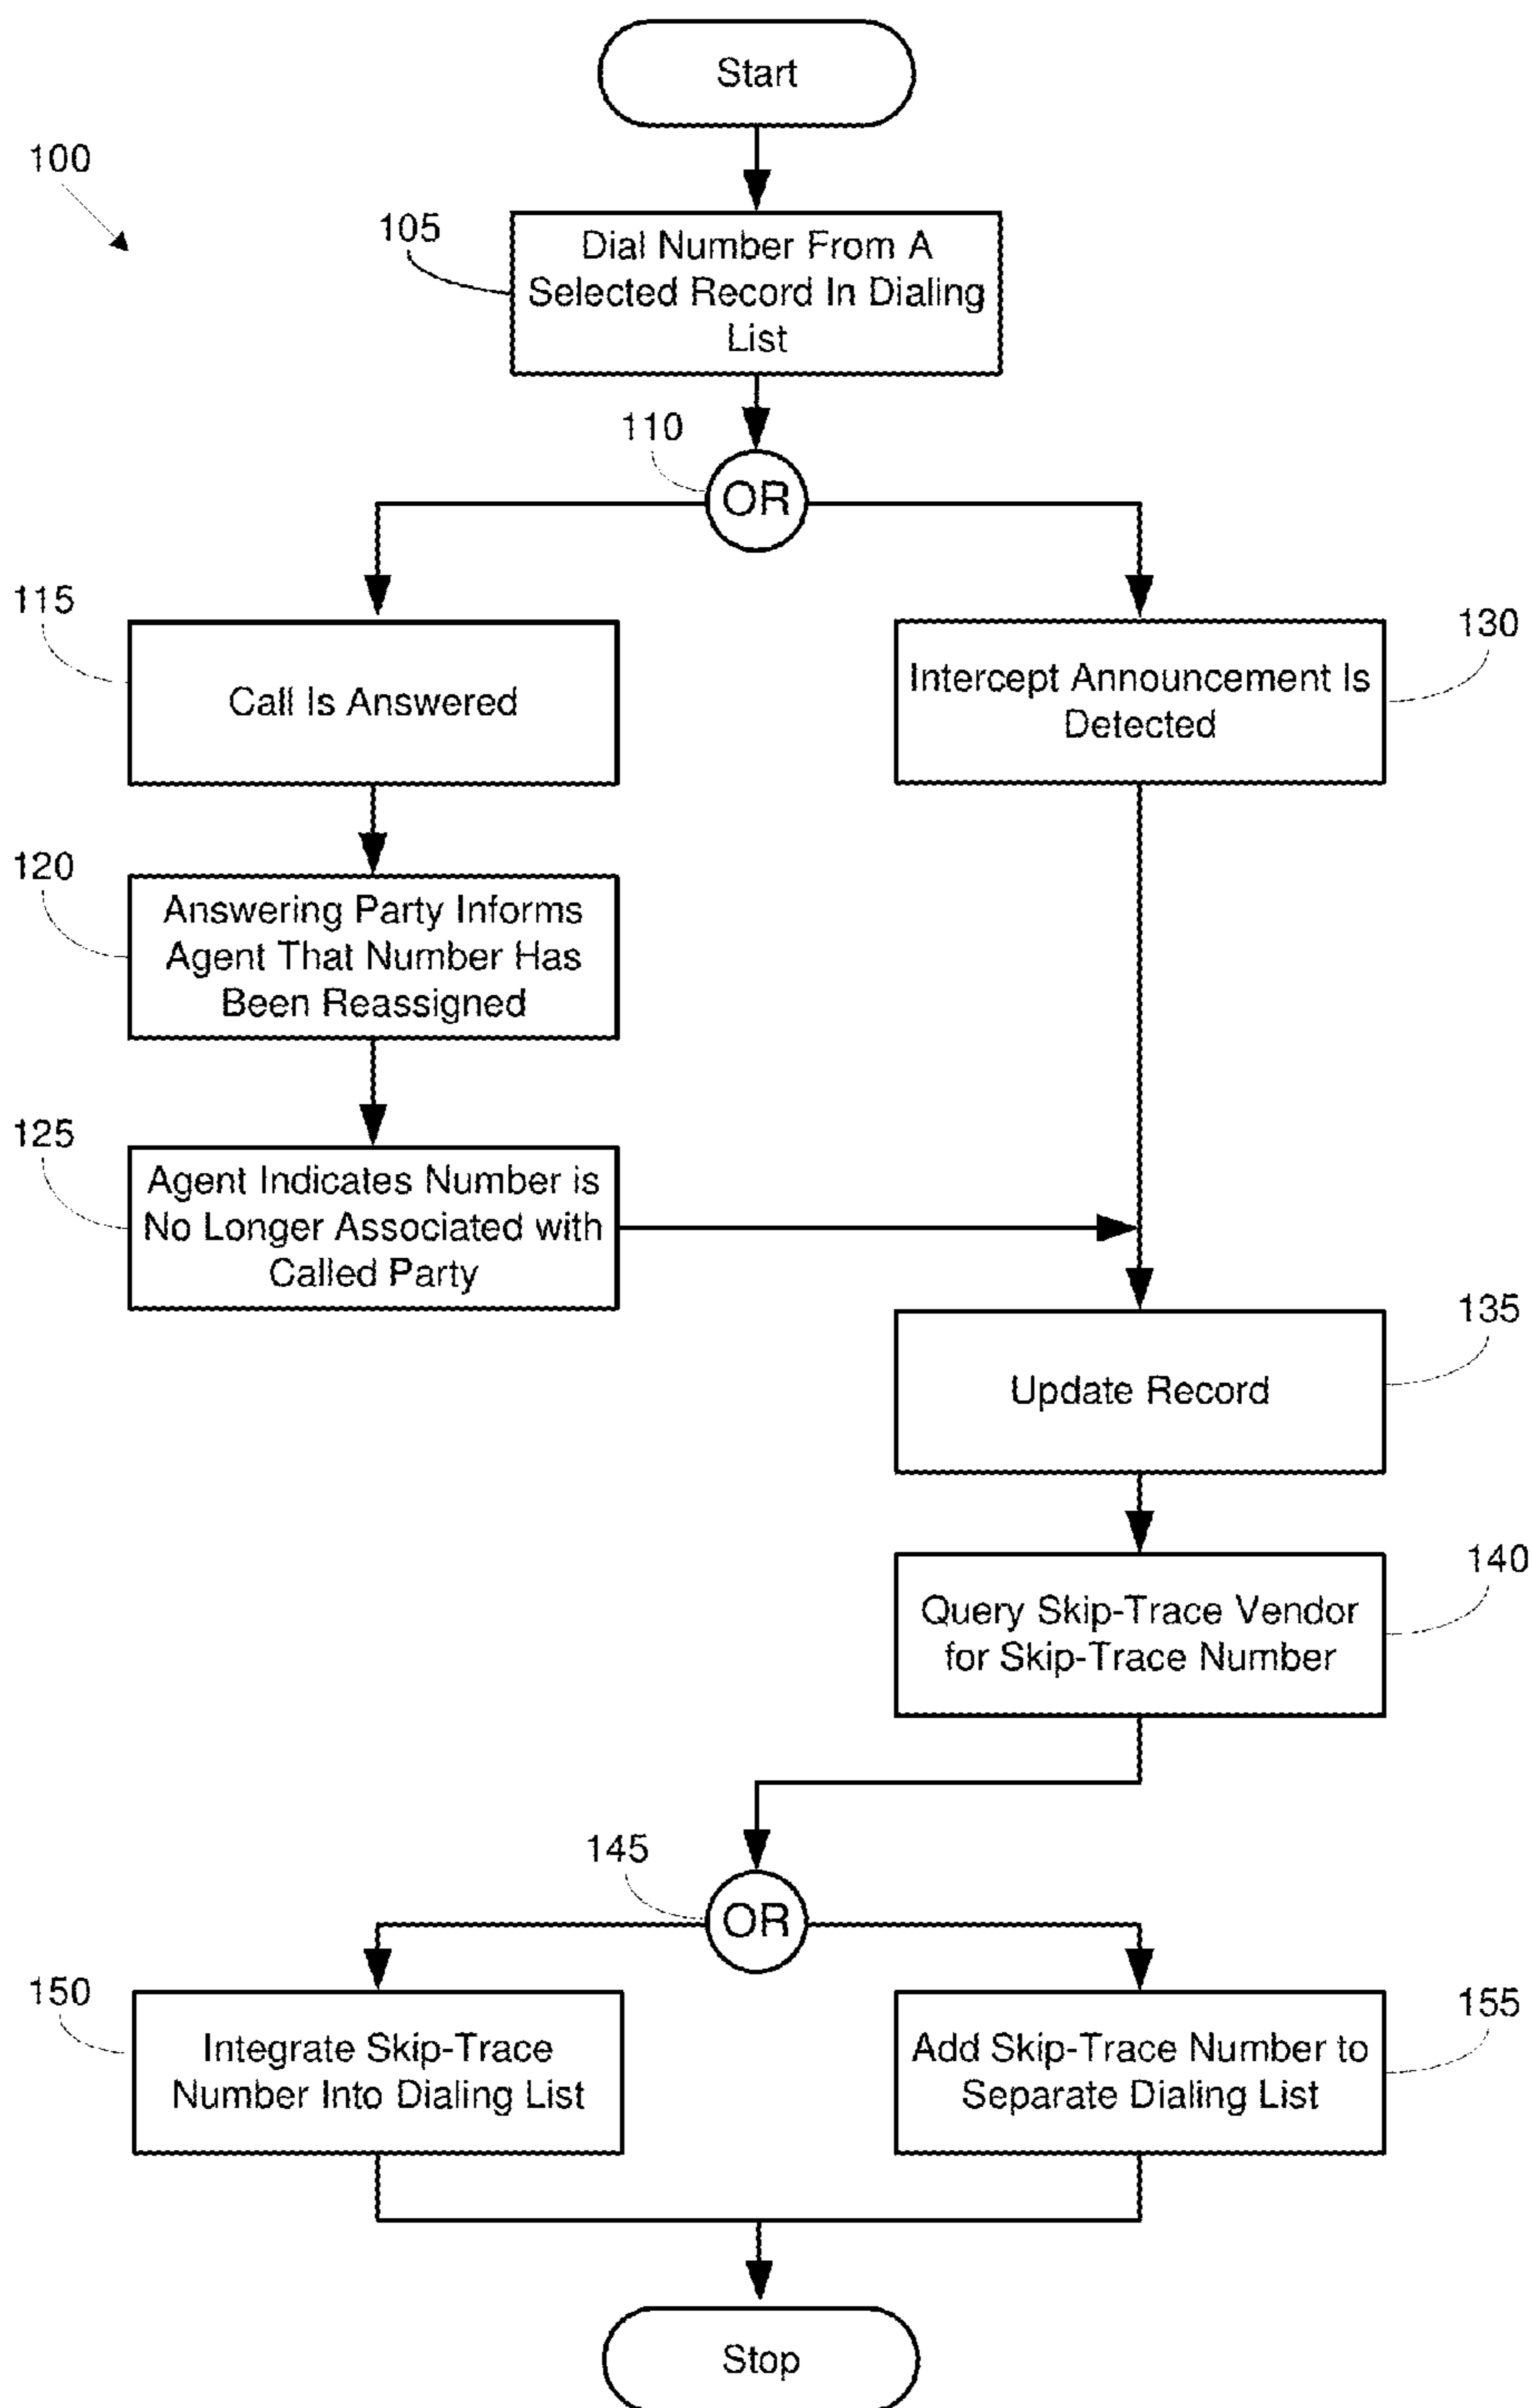 Start
100
105
Dial Number From A
Selected Record In Dialing
List
110
OR
115
Call Is Answered
130
Intercept Announcement Is
Detected
120
Answering Party Informs
Agent That Number Has
Been Reassigned
125
Agent Indicates Number is
No Longer Associated with
Called Party
135
Update Record
140
Query Skip-Trace Vendor
for Skip-Trace Number
145
OR
150
Integrate Skip-Trace
Number Into Dialing List
155
Add Skip-Trace Number to
Separate Dialing List
Stop